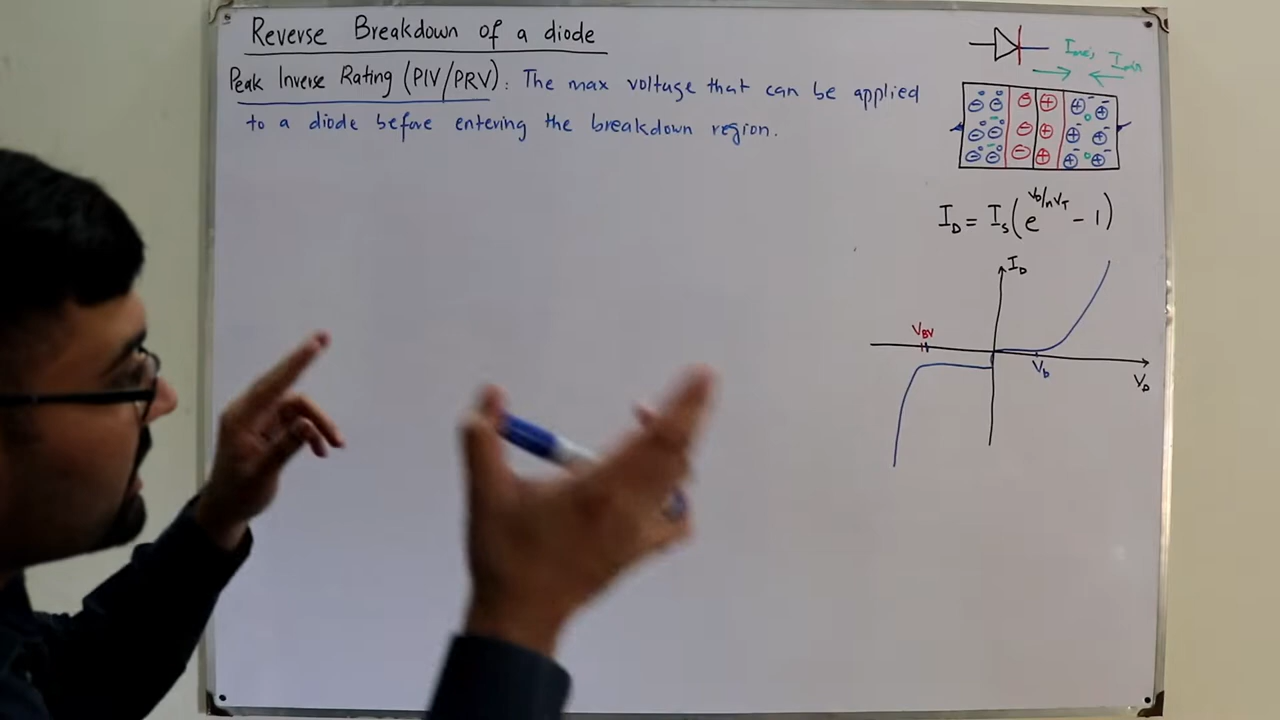 Reverse Breakdown of a diode
Peak Inverse Rating (PIV/PRV): The max voltage that can be applied
to a diode before entering the breakdown region.
I_D = I_S(e^{V_D/nV_T} - 1)
I_D
V_BV
V_b
V_D